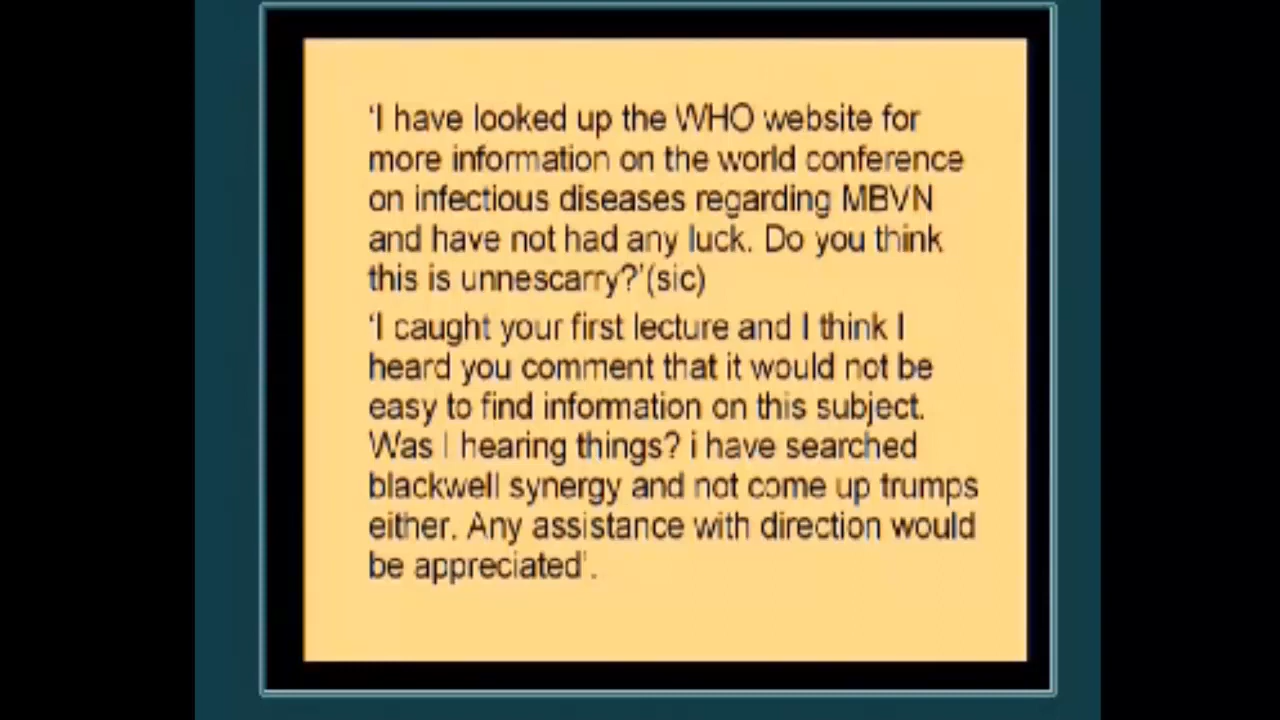 ‘I have looked up the WHO website for
more information on the world conference
on infectious diseases regarding MBVN
and have not had any luck. Do you think
this is unnescarry?’(sic)
‘I caught your first lecture and I think I
heard you comment that it would not be
easy to find information on this subject.
Was I hearing things? i have searched
blackwell synergy and not come up trumps
either. Any assistance with direction would
be appreciated’.